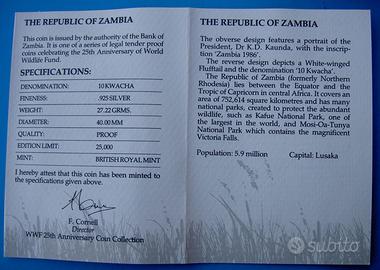 THE REPUBLIC OF ZAMBIA
This coin is issued by the authority of the Bank of
Zambia. It is one of a series of legal tender proof
coins celebrating the 25th Anniversary of World
Wildlife Fund.
SPECIFICATIONS:
DENOMINATION: 10 KWACHA
FINENESS: .925 SILVER
WEIGHT: 27.22 GRMS.
DIAMETER: 40.00 MM
QUALITY: PROOF
EDITION LIMIT: 25,000
MINT: BRITISH ROYAL MINT
I hereby attest that this coin has been minted to
the specifications given above.
F. Cornell
Director
WWF 25th Anniversary Coin Collection
THE REPUBLIC OF ZAMBIA
The obverse design features a portrait of the
President, Dr K.D. Kaunda, with the inscrip-
tion 'Zambia 1986'.
The reverse design depicts a White-winged
Flufftail and the denomination '10 Kwacha'.
The Republic of Zambia (formerly Northern
Rhodesia) lies between the Equator and the
Tropic of Capricorn in central Africa. It covers an
area of 752,614 square kilometres and has many
national parks, created to protect the abundant
wildlife, such as Kafue National Park, one of
the largest in the world, and Mosi-Oa-Tunya
National Park which contains the magnificent
Victoria Falls.
Population: 5.9 million Capital: Lusaka
subito